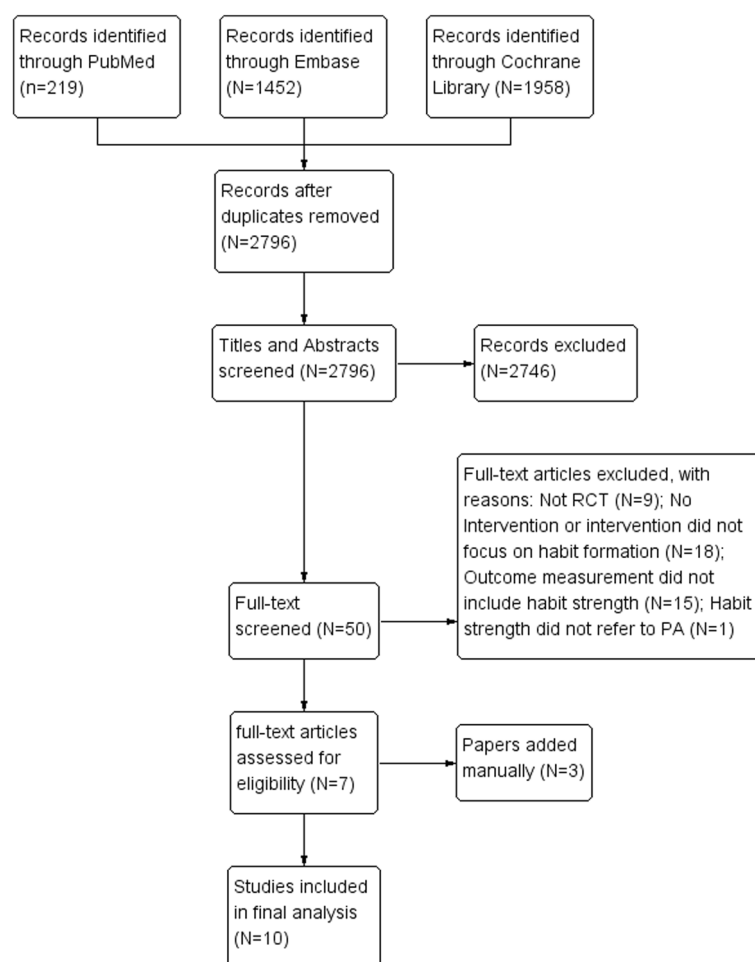 Records identified
through PubMed
(n=219)
Records identified
through Embase
(N=1452)
Records identified
through Cochrane
Library (N=1958)
Records after
duplicates removed
(N=2796)
Titles and Abstracts
screened (N=2796)
Records excluded
(N=2746)
Full-text articles excluded, with
reasons: Not RCT (N=9); No
Intervention or intervention did not
focus on habit formation (N=18);
Outcome measurement did not
include habit strength (N=15); Habit
strength did not refer to PA (N=1)
Full-text
screened (N=50)
full-text articles
assessed for
eligibility (N=7)
Papers added
manually (N=3)
Studies included
in final analysis
(N=10)